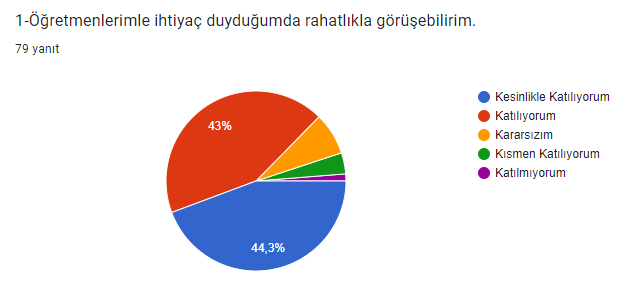 1-Öğretmenlerimle ihtiyaç duyduğumda rahatlıkla görüşebilirim.
79 yanıt
Kesinlikle Katılıyorum
Katılıyorum
Kararsızım
Kısmen Katılıyorum
Katılmıyorum
43%
44,3%